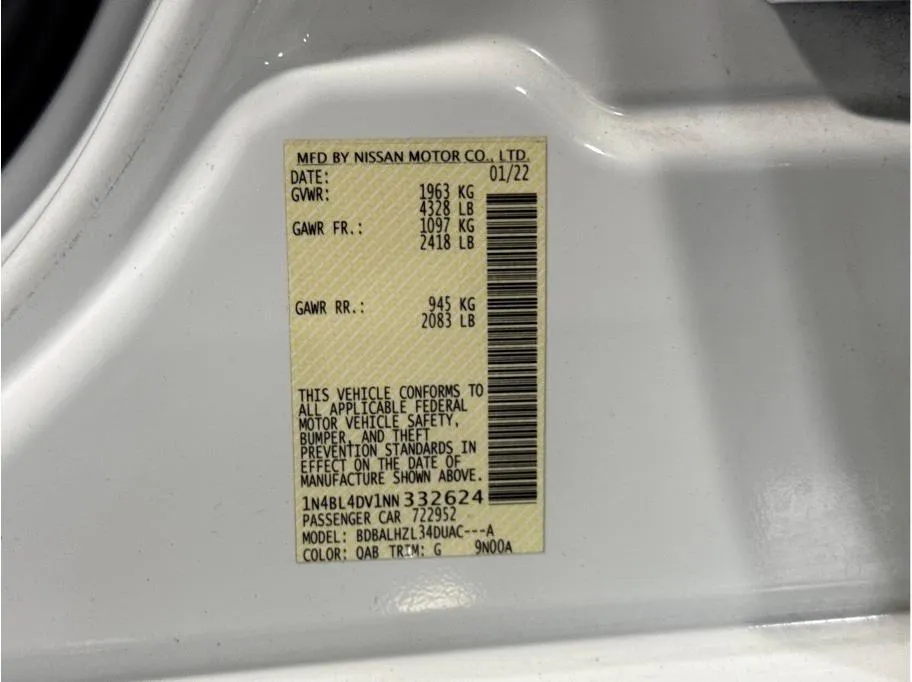 MFD BY NISSAN MOTOR CO., LTD.
DATE: 01/22
GVWR: 1963 KG
4328 LB
GAWR FR.: 1097 KG
2418 LB
GAWR RR.: 945 KG
2083 LB
THIS VEHICLE CONFORMS TO
ALL APPLICABLE FEDERAL
MOTOR VEHICLE SAFETY,
BUMPER, AND THEFT
PREVENTION STANDARDS IN
EFFECT ON THE DATE OF
MANUFACTURE SHOWN ABOVE.
1N4BL4DV1NN332624
PASSENGER CAR 722952
MODEL: BDBALHZL34DUAC---A
COLOR: QAB TRIM: G 9N00A